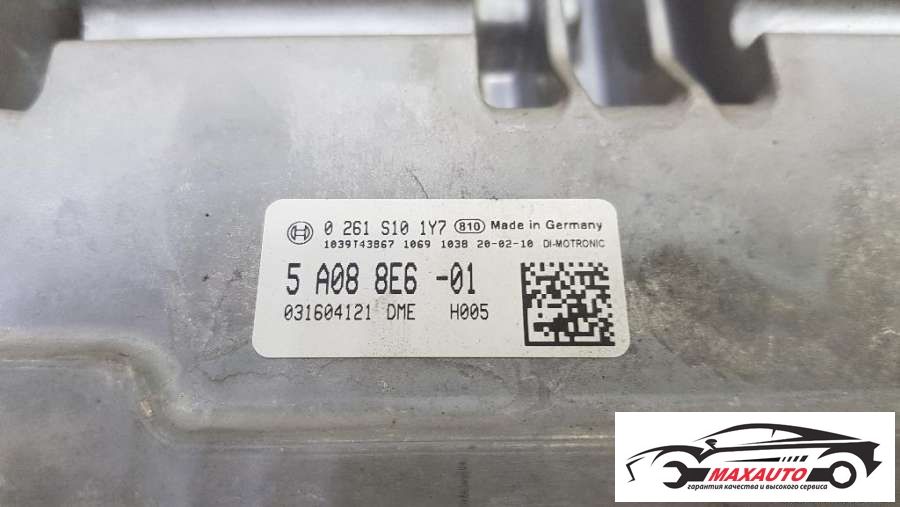 0 261 S10 1Y7 810 Made in Germany
1039T43867 1069 1038 20-02-10 DI-MOTRONIC
5 A08 8E6 -01
031604121 DME H005
MAXAUTO
гарантия качества и высокого сервиса